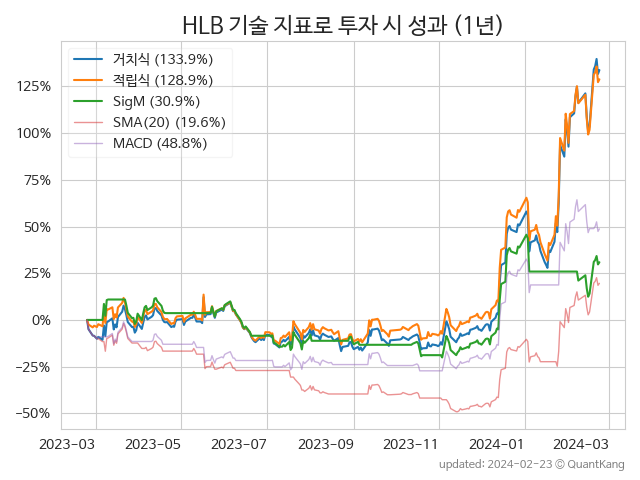 HLB 기술 지표로 투자 시 성과 (1년)
거치식 (133.9%)
적립식 (128.9%)
SigM (30.9%)
SMA(20) (19.6%)
MACD (48.8%)
125%
100%
75%
50%
25%
0%
−25%
−50%
2023-03 2023-05 2023-07 2023-09 2023-11 2024-01 2024-03
updated: 2024-02-23 © QuantKang